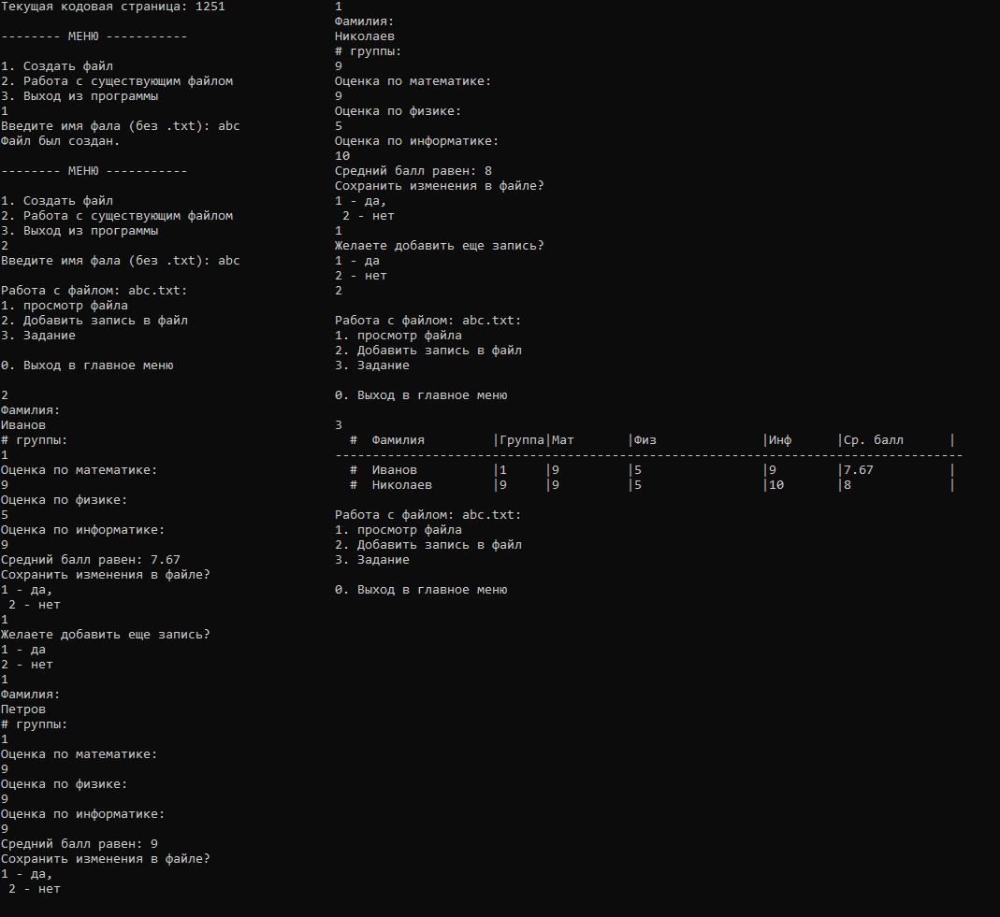 Текущая кодовая страница: 1251
-------- МЕНЮ -----------
1. Создать файл
2. Работа с существующим файлом
3. Выход из программы
1
Введите имя фала (без .txt): abc
Файл был создан.
-------- МЕНЮ -----------
1. Создать файл
2. Работа с существующим файлом
3. Выход из программы
2
Введите имя фала (без .txt): abc
Работа с файлом: abc.txt:
1. просмотр файла
2. Добавить запись в файл
3. Задание
0. Выход в главное меню
2
Фамилия:
Иванов
# группы:
1
Оценка по математике:
9
Оценка по физике:
5
Оценка по информатике:
9
Средний балл равен: 7.67
Сохранить изменения в файле?
1 - да,
2 - нет
1
Желаете добавить еще запись?
1 - да
2 - нет
1
Фамилия:
Петров
# группы:
1
Оценка по математике:
9
Оценка по физике:
9
Оценка по информатике:
9
Средний балл равен: 9
Сохранить изменения в файле?
1 - да,
2 - нет
1
Фамилия:
Николаев
# группы:
9
Оценка по математике:
9
Оценка по физике:
5
Оценка по информатике:
10
Средний балл равен: 8
Сохранить изменения в файле?
1 - да,
2 - нет
1
Желаете добавить еще запись?
1 - да
2 - нет
2
Работа с файлом: abc.txt:
1. просмотр файла
2. Добавить запись в файл
3. Задание
0. Выход в главное меню
3
# Фамилия |Группа|Мат |Физ |Инф |Ср. балл |
------------------------------------------------------------------------------------
# Иванов |1 |9 |5 |9 |7.67 |
# Николаев |9 |9 |5 |10 |8 |
Работа с файлом: abc.txt:
1. просмотр файла
2. Добавить запись в файл
3. Задание
0. Выход в главное меню